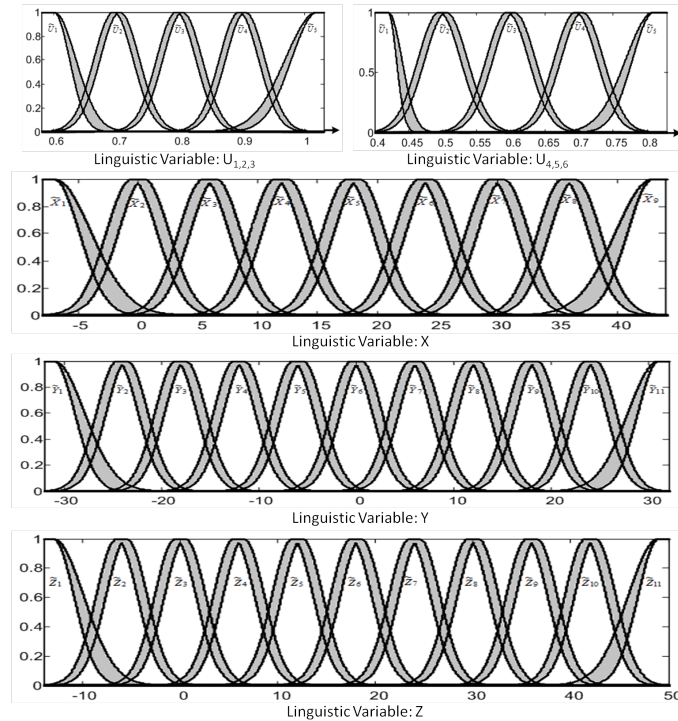 1
0.8
0.6
0.4
0.2
0
Ũ1 Ũ2 Ũ3 Ũ4 Ũ5
0.6 0.7 0.8 0.9 1
Linguistic Variable: U1,2,3
1
0.5
0
Ũ1 Ũ2 Ũ3 Ũ4 Ũ5
0.4 0.45 0.5 0.55 0.6 0.65 0.7 0.75 0.8
Linguistic Variable: U4,5,6
1
0.8
0.6
0.4
0.2
0
X̃1 X̃2 X̃3 X̃4 X̃5 X̃6 X̃8 X̃9
-5 0 5 10 15 20 25 30 35 40
Linguistic Variable: X
1
0.8
0.6
0.4
0.2
0
Ỹ1 Ỹ2 Ỹ3 Ỹ4 Ỹ5 Ỹ6 Ỹ7 Ỹ8 Ỹ9 Ỹ10 Ỹ11
-30 -20 -10 0 10 20 30
Linguistic Variable: Y
1
0.8
0.6
0.4
0.2
0
Z̃1 Z̃2 Z̃3 Z̃4 Z̃5 Z̃6 Z̃7 Z̃8 Z̃9 Z̃10 Z̃11
-10 0 10 20 30 40 50
Linguistic Variable: Z